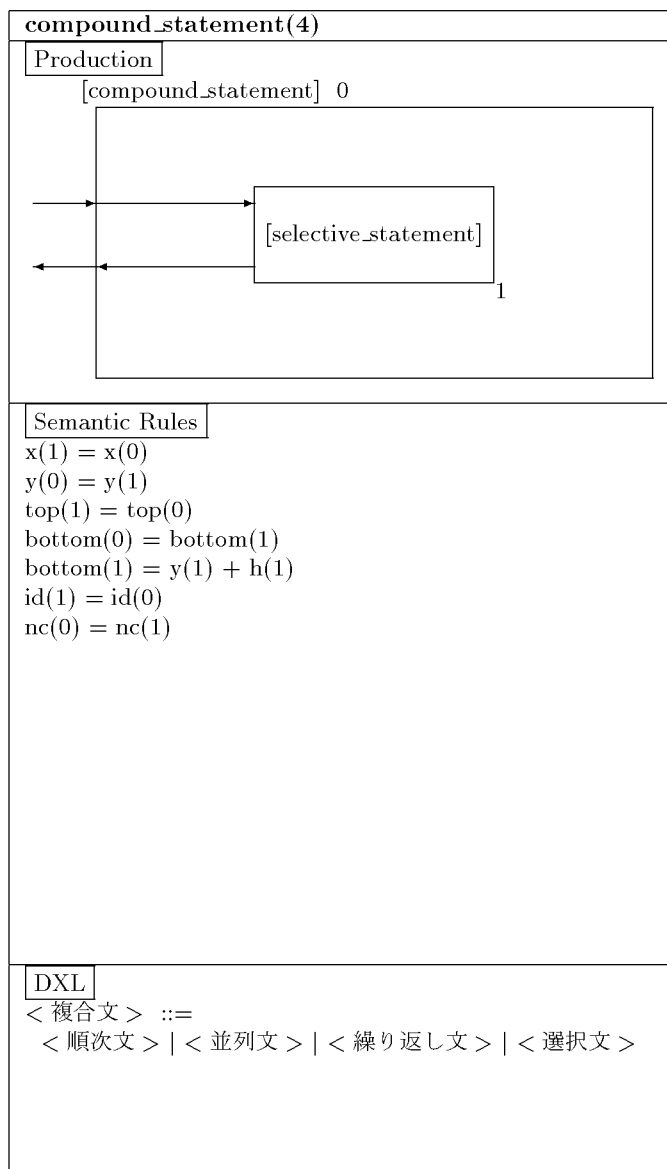 compound_statement(4)
Production
[compound_statement] 0
[selective_statement]
1
Semantic Rules
x(1) = x(0)
y(0) = y(1)
top(1) = top(0)
bottom(0) = bottom(1)
bottom(1) = y(1) + h(1)
id(1) = id(0)
nc(0) = nc(1)
DXL
< 複合文 > ::=
< 順次文 > | < 並列文 > | < 繰り返し文 > | < 選択文 >